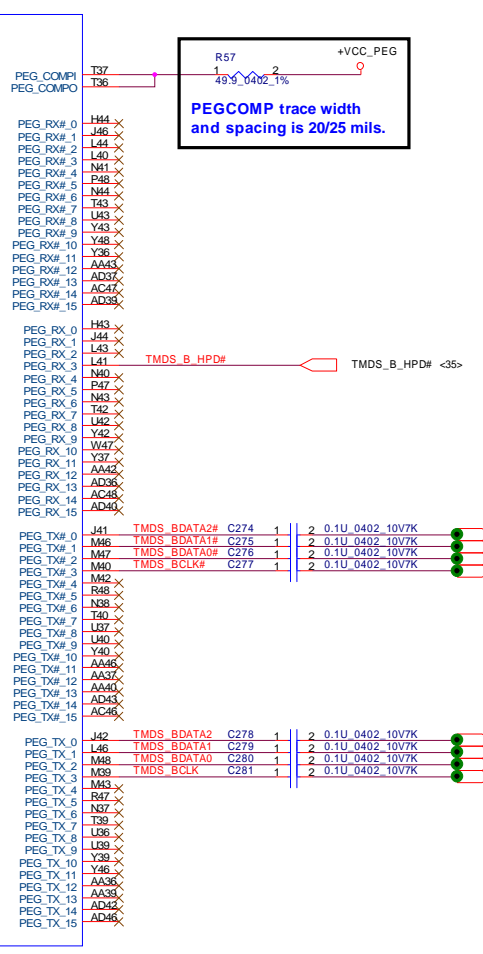 +VCC_PEG
R57
PEG_COMPI T37 1 2
PEG_COMPO T36 49.9_0402_1%
PEGCOMP trace width
and spacing is 20/25 mils.
PEG_RX#_0 H44
PEG_RX#_1 J46
PEG_RX#_2 L44
PEG_RX#_3 L40
PEG_RX#_4 N41
PEG_RX#_5 P48
PEG_RX#_6 N44
PEG_RX#_7 T43
PEG_RX#_8 U43
PEG_RX#_9 Y43
PEG_RX#_10 Y48
PEG_RX#_11 Y36
PEG_RX#_12 AA43
PEG_RX#_13 AD37
PEG_RX#_14 AC47
PEG_RX#_15 AD39
PEG_RX_0 H43
PEG_RX_1 J44
PEG_RX_2 L43
PEG_RX_3 L41 TMDS_B_HPD# TMDS_B_HPD# <35>
PEG_RX_4 N40
PEG_RX_5 P47
PEG_RX_6 N43
PEG_RX_7 T42
PEG_RX_8 U42
PEG_RX_9 Y42
PEG_RX_10 W47
PEG_RX_11 Y37
PEG_RX_12 AA42
PEG_RX_13 AD36
PEG_RX_14 AC48
PEG_RX_15 AD40
PEG_TX#_0 J41 TMDS_BDATA2# C274 1 2 0.1U_0402_10V7K
PEG_TX#_1 M46 TMDS_BDATA1# C275 1 2 0.1U_0402_10V7K
PEG_TX#_2 M47 TMDS_BDATA0# C276 1 2 0.1U_0402_10V7K
PEG_TX#_3 M40 TMDS_BCLK# C277 1 2 0.1U_0402_10V7K
PEG_TX#_4 M42
PEG_TX#_5 R48
PEG_TX#_6 N38
PEG_TX#_7 T40
PEG_TX#_8 U37
PEG_TX#_9 U40
PEG_TX#_10 Y40
PEG_TX#_11 AA46
PEG_TX#_12 AA37
PEG_TX#_13 AA40
PEG_TX#_14 AD43
PEG_TX#_15 AC46
PEG_TX_0 J42 TMDS_BDATA2 C278 1 2 0.1U_0402_10V7K
PEG_TX_1 L46 TMDS_BDATA1 C279 1 2 0.1U_0402_10V7K
PEG_TX_2 M48 TMDS_BDATA0 C280 1 2 0.1U_0402_10V7K
PEG_TX_3 M39 TMDS_BCLK C281 1 2 0.1U_0402_10V7K
PEG_TX_4 M43
PEG_TX_5 R47
PEG_TX_6 N37
PEG_TX_7 T39
PEG_TX_8 U36
PEG_TX_9 U39
PEG_TX_10 Y39
PEG_TX_11 Y46
PEG_TX_12 AA36
PEG_TX_13 AA39
PEG_TX_14 AD42
PEG_TX_15 AD46